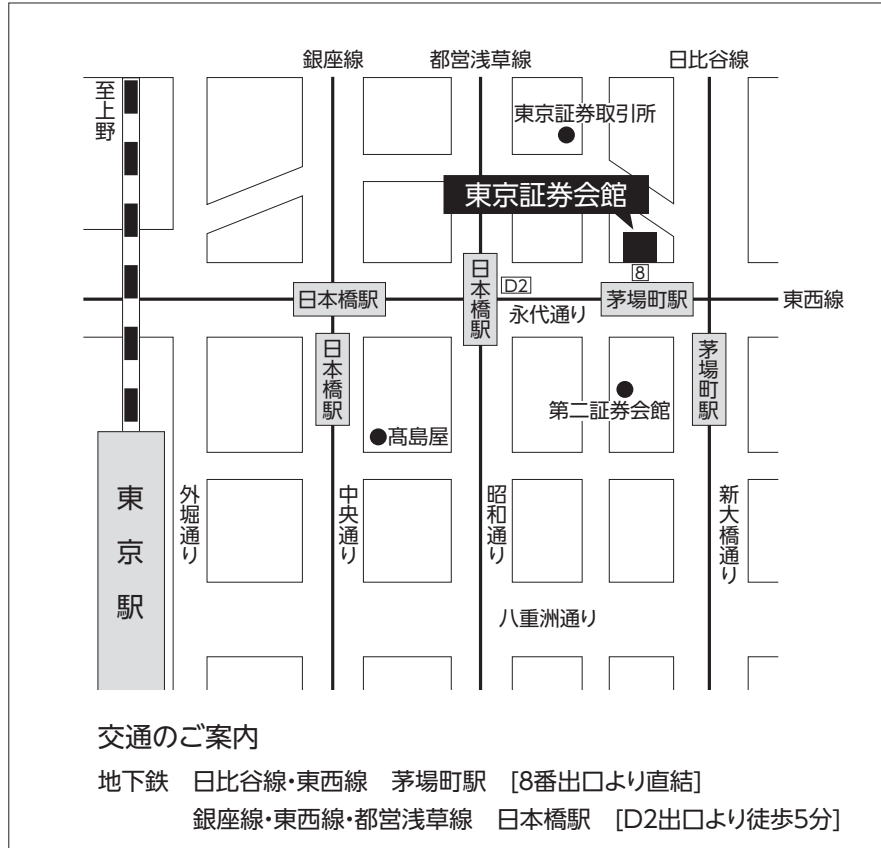 銀座線
都営浅草線
日比谷線
至上野
東京証券取引所
東京証券会館
8
D2
日本橋駅
日本橋駅
茅場町駅
東西線
永代通り
日本橋駅
茅場町駅
第二証券会館
髙島屋
東京駅
外堀通り
中央通り
昭和通り
新大橋通り
八重洲通り
交通のご案内
地下鉄　日比谷線・東西線　茅場町駅　[8番出口より直結]
銀座線・東西線・都営浅草線　日本橋駅　[D2出口より徒歩5分]